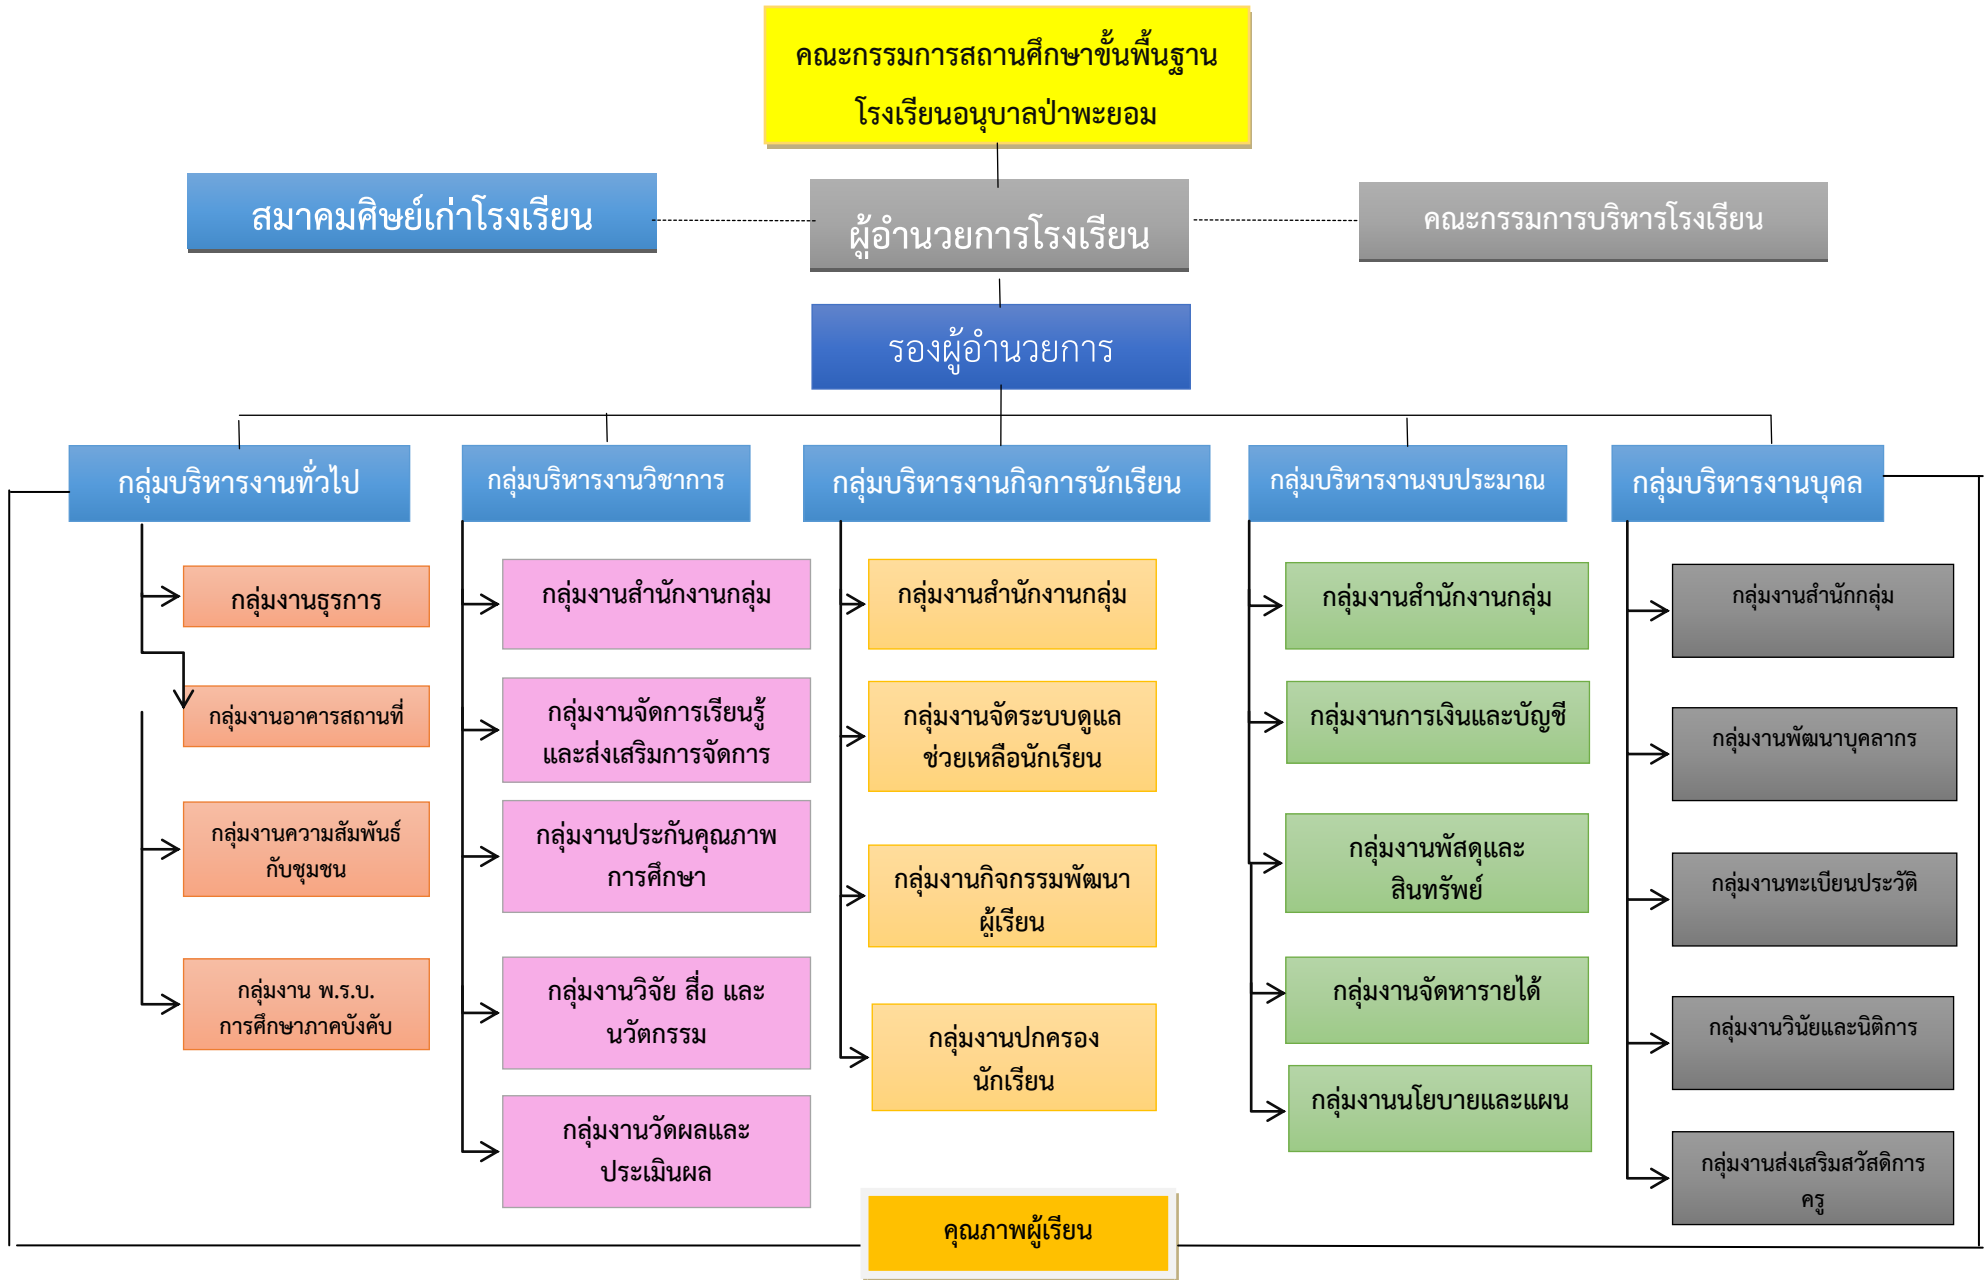 คณะกรรมการสถานศึกษาขั้นพื้นฐาน
โรงเรียนอนุบาลป่าพะยอม
สมาคมศิษย์เก่าโรงเรียน
ผู้อำนวยการโรงเรียน
คณะกรรมการบริหารโรงเรียน
รองผู้อำนวยการ
กลุ่มบริหารงานทั่วไป
กลุ่มบริหารงานวิชาการ
กลุ่มบริหารงานกิจการนักเรียน
กลุ่มบริหารงานงบประมาณ
กลุ่มบริหารงานบุคล
กลุ่มงานธุรการ
กลุ่มงานอาคารสถานที่
กลุ่มงานความสัมพันธ์
กับชุมชน
กลุ่มงาน พ.ร.บ.
การศึกษาภาคบังคับ
กลุ่มงานสำนักงานกลุ่ม
กลุ่มงานจัดการเรียนรู้
และส่งเสริมการจัดการ
กลุ่มงานประกันคุณภาพ
การศึกษา
กลุ่มงานวิจัย สื่อ และ
นวัตกรรม
กลุ่มงานวัดผลและ
ประเมินผล
กลุ่มงานสำนักงานกลุ่ม
กลุ่มงานจัดระบบดูแล
ช่วยเหลือนักเรียน
กลุ่มงานกิจกรรมพัฒนา
ผู้เรียน
กลุ่มงานปกครอง
นักเรียน
กลุ่มงานสำนักงานกลุ่ม
กลุ่มงานการเงินและบัญชี
กลุ่มงานพัสดุและ
สินทรัพย์
กลุ่มงานจัดหารายได้
กลุ่มงานนโยบายและแผน
กลุ่มงานสำนักกลุ่ม
กลุ่มงานพัฒนาบุคลากร
กลุ่มงานทะเบียนประวัติ
กลุ่มงานวินัยและนิติการ
กลุ่มงานส่งเสริมสวัสดิการ
ครู
คุณภาพผู้เรียน